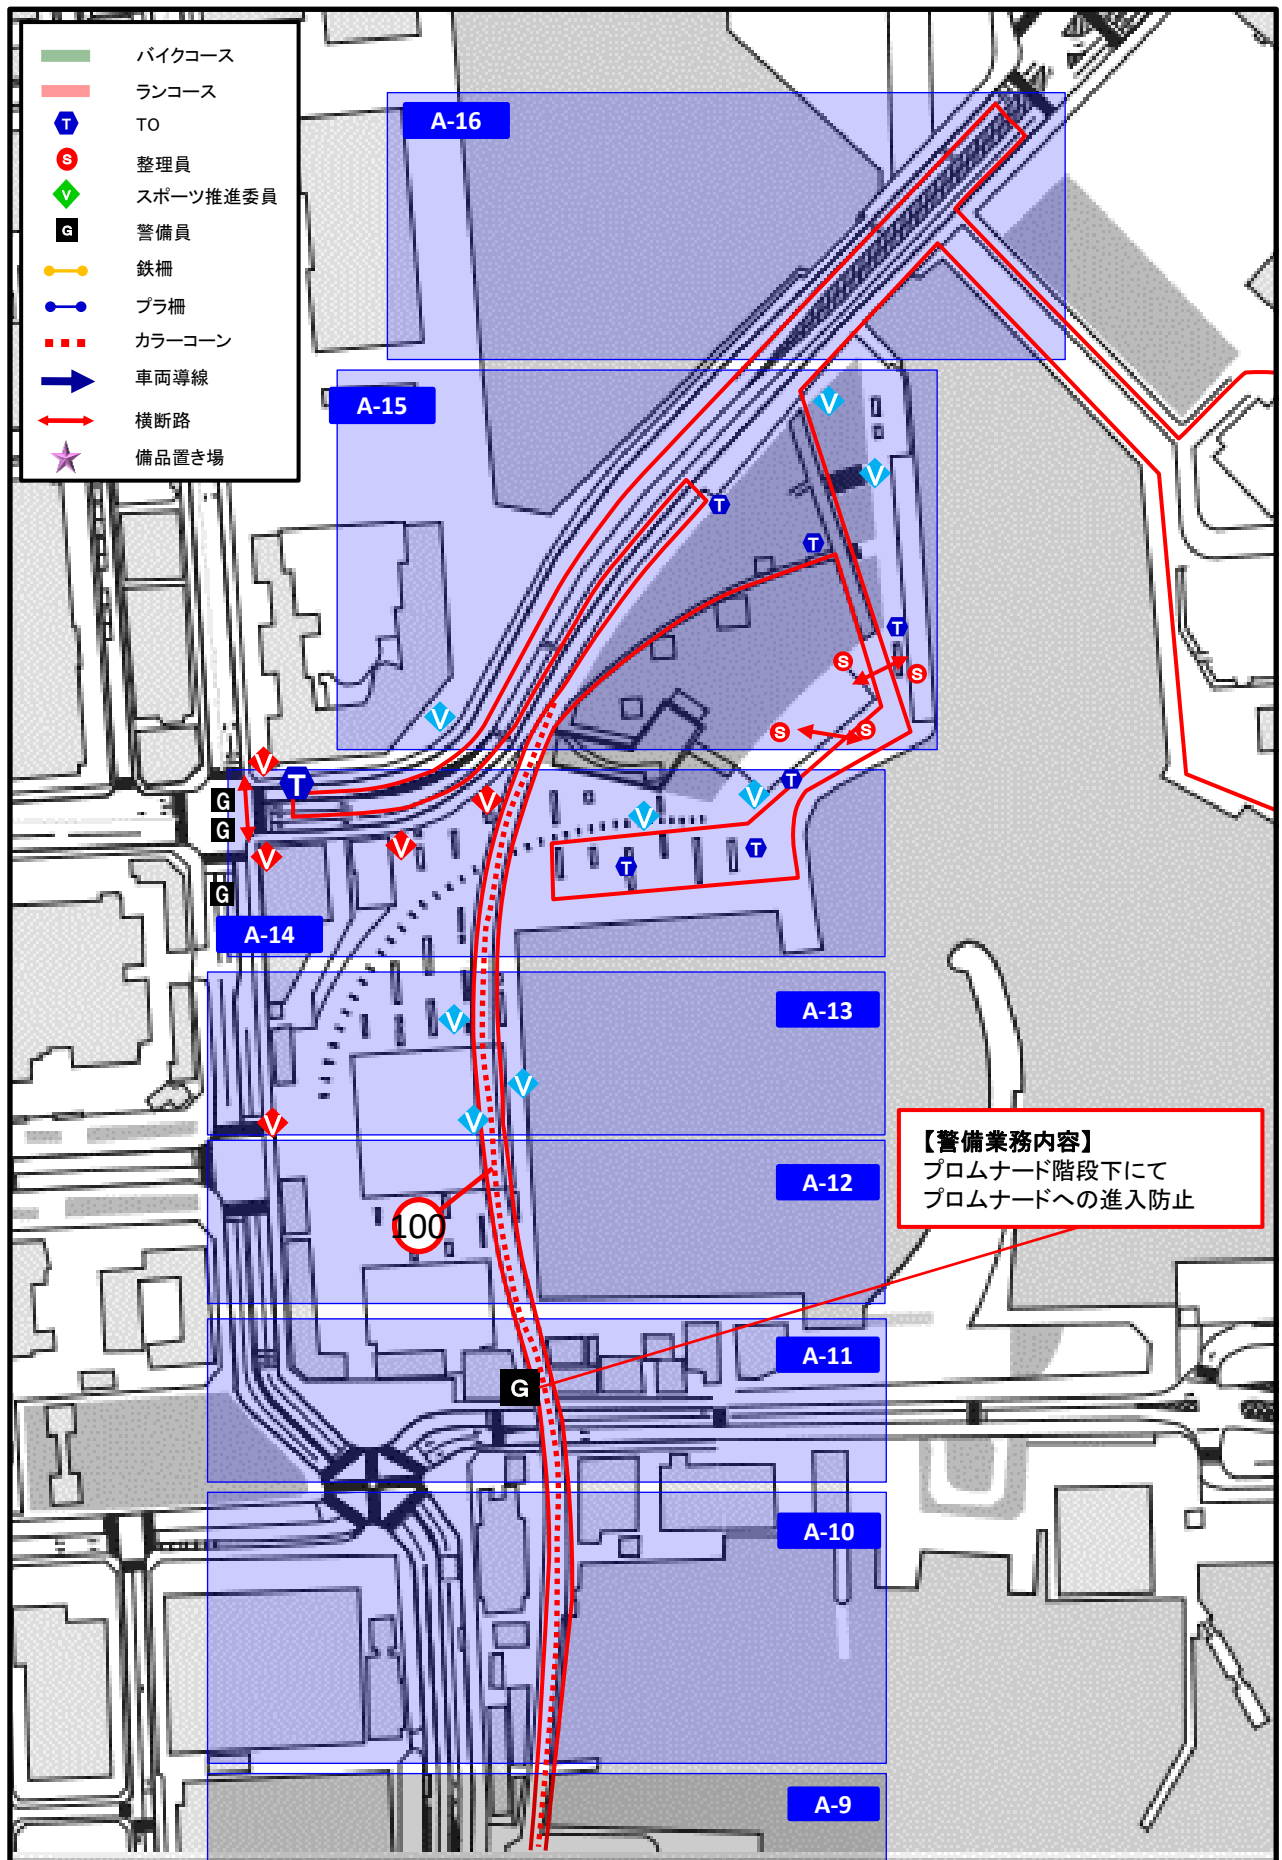 バイクコース
ランコース
T TO
S 整理員
V スポーツ推進委員
G 警備員
鉄柵
プラ柵
カラーコーン
車両導線
横断路
備品置き場
A-16
A-15
V
V
T
T
T
S
S
V
S
S
V
T
T
V
G
V
V
V
G
V
V
T
T
G
A-14
A-13
V
V
V
V
【警備業務内容】
プロムナード階段下にて
プロムナードへの進入防止
A-12
100
A-11
G
A-10
A-9